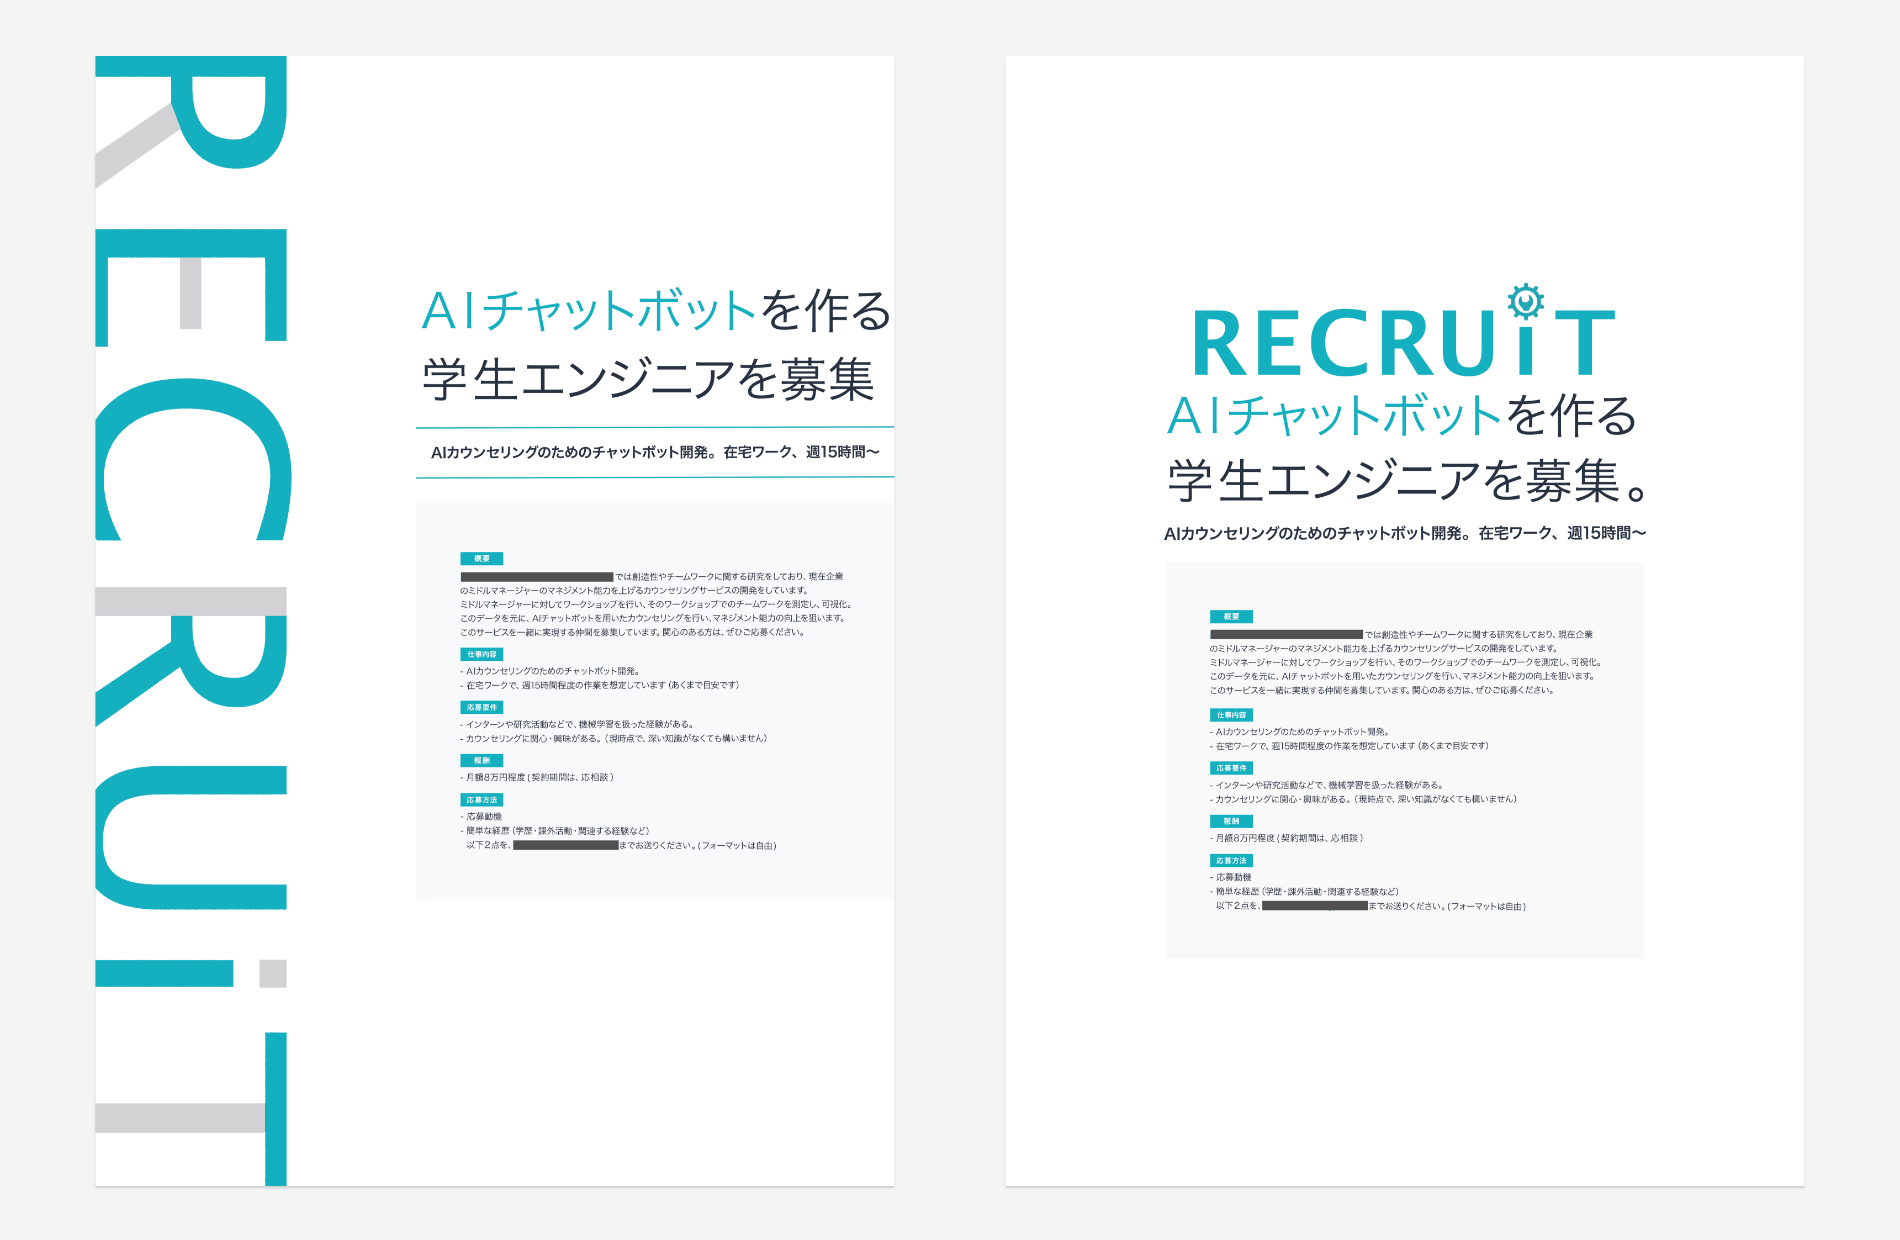 RECRUiT
AIチャットボットを作る
学生エンジニアを募集
AIカウンセリングのためのチャットボット開発。在宅ワーク、週15時間〜
概要
では創造性やチームワークに関する研究をしており、現在企業
のミドルマネージャーのマネジメント能力を上げるカウンセリングサービスの開発をしています。
ミドルマネージャーに対してワークショップを行い、そのワークショップでのチームワークを測定し、可視化。
このデータを元に、AIチャットボットを用いたカウンセリングを行い、マネジメント能力の向上を狙います。
このサービスを一緒に実現する仲間を募集しています。関心のある方は、ぜひご応募ください。
仕事内容
- AIカウンセリングのためのチャットボット開発。
- 在宅ワークで、週15時間程度の作業を想定しています（あくまで目安です）
応募要件
- インターンや研究活動などで、機械学習を扱った経験がある。
- カウンセリングに関心・興味がある。（現時点で、深い知識がなくても構いません）
報酬
- 月額8万円程度 ( 契約期間は、応相談 )
応募方法
- 応募動機
- 簡単な経歴（学歴・課外活動・関連する経験など）
以下2点を、までお送りください。( フォーマットは自由)
RECRUiT
AIチャットボットを作る
学生エンジニアを募集。
AIカウンセリングのためのチャットボット開発。在宅ワーク、週15時間〜
概要
では創造性やチームワークに関する研究をしており、現在企業
のミドルマネージャーのマネジメント能力を上げるカウンセリングサービスの開発をしています。
ミドルマネージャーに対してワークショップを行い、そのワークショップでのチームワークを測定し、可視化。
このデータを元に、AIチャットボットを用いたカウンセリングを行い、マネジメント能力の向上を狙います。
このサービスを一緒に実現する仲間を募集しています。関心のある方は、ぜひご応募ください。
仕事内容
- AIカウンセリングのためのチャットボット開発。
- 在宅ワークで、週15時間程度の作業を想定しています（あくまで目安です）
応募要件
- インターンや研究活動などで、機械学習を扱った経験がある。
- カウンセリングに関心・興味がある。（現時点で、深い知識がなくても構いません）
報酬
- 月額8万円程度 ( 契約期間は、応相談 )
応募方法
- 応募動機
- 簡単な経歴（学歴・課外活動・関連する経験など）
以下2点を、までお送りください。( フォーマットは自由)